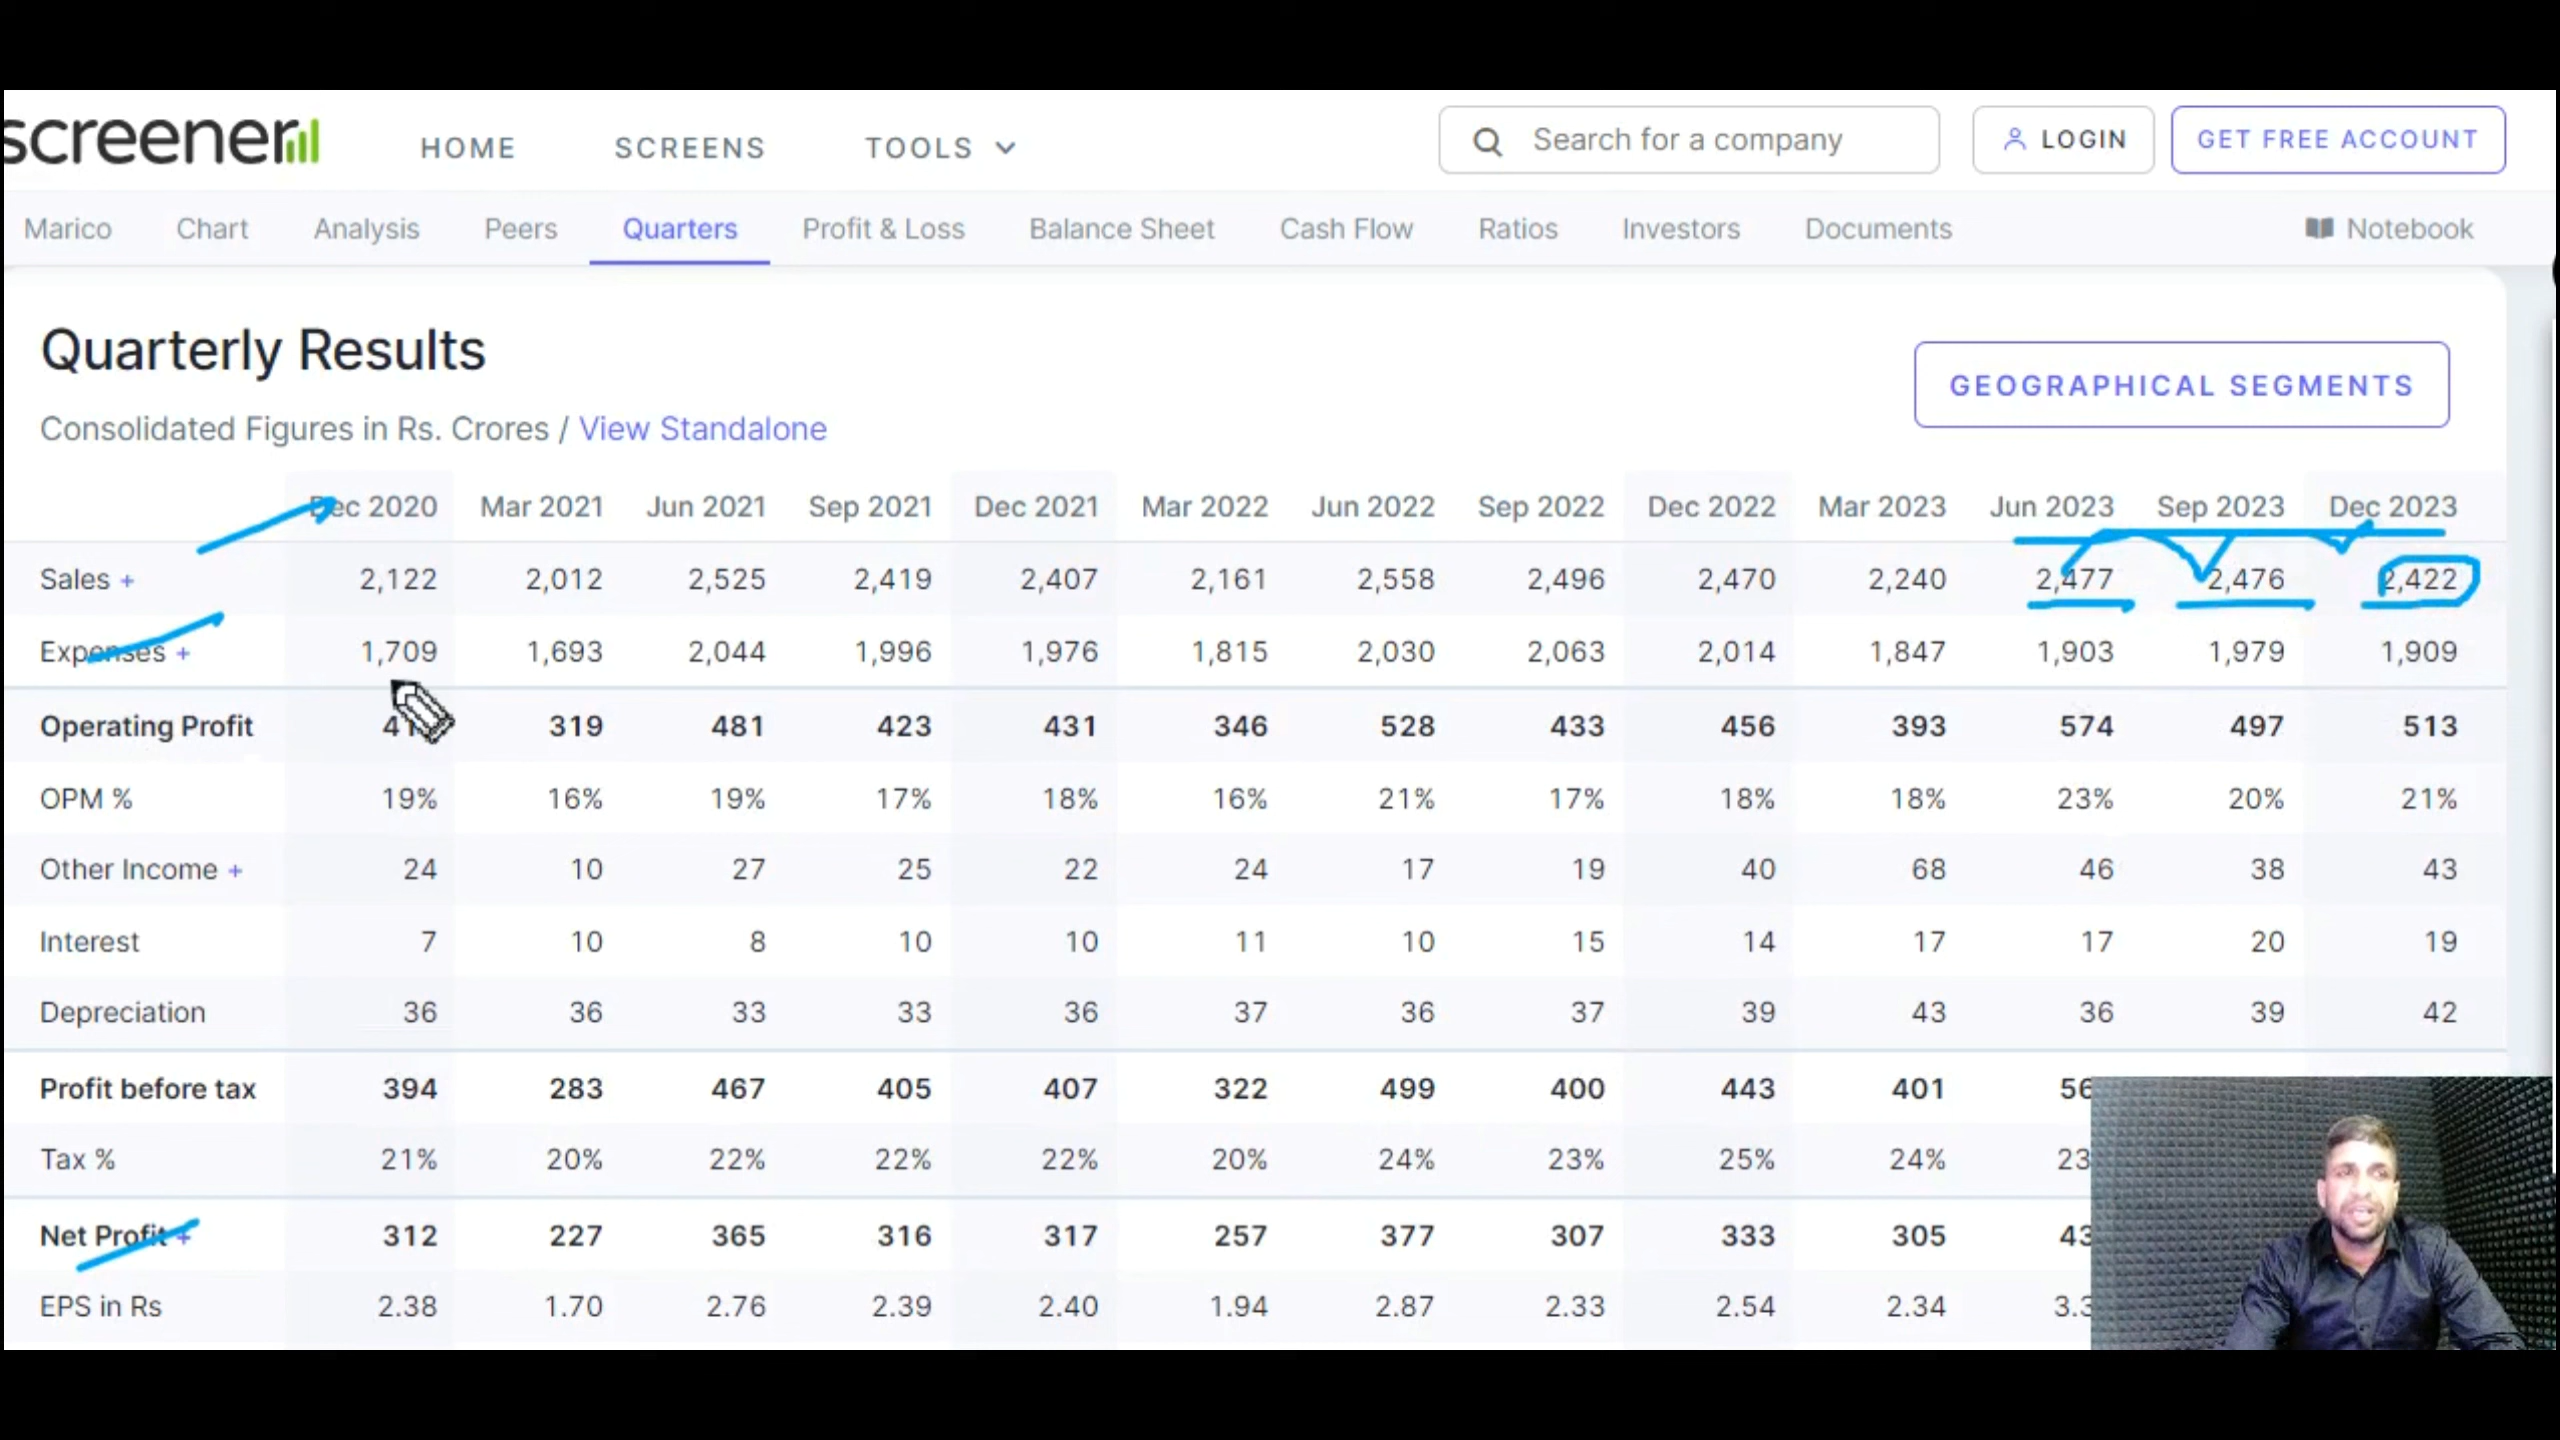 screener HOME SCREENS TOOLS Search for a company LOGIN GET FREE ACCOUNT
Marico Chart Analysis Peers Quarters Profit & Loss Balance Sheet Cash Flow Ratios Investors Documents Notebook
Quarterly Results
GEOGRAPHICAL SEGMENTS
Consolidated Figures in Rs. Crores / View Standalone
Dec 2020 Mar 2021 Jun 2021 Sep 2021 Dec 2021 Mar 2022 Jun 2022 Sep 2022 Dec 2022 Mar 2023 Jun 2023 Sep 2023 Dec 2023
Sales + 2,122 2,012 2,525 2,419 2,407 2,161 2,558 2,496 2,470 2,240 2,477 2,476 2,422
Expenses + 1,709 1,693 2,044 1,996 1,976 1,815 2,030 2,063 2,014 1,847 1,903 1,979 1,909
Operating Profit 319 481 423 431 346 528 433 456 393 574 497 513
OPM % 19% 16% 19% 17% 18% 16% 21% 17% 18% 18% 23% 20% 21%
Other Income + 24 10 27 25 22 24 17 19 40 68 46 38 43
Interest 7 10 8 10 10 11 10 15 14 17 17 20 19
Depreciation 36 36 33 33 36 37 36 37 39 43 36 39 42
Profit before tax 394 283 467 405 407 322 499 400 443 401
Tax % 21% 20% 22% 22% 22% 20% 24% 23% 25% 24% 23
Net Profit + 312 227 365 316 317 257 377 307 333 305
EPS in Rs 2.38 1.70 2.76 2.39 2.40 1.94 2.87 2.33 2.54 2.34